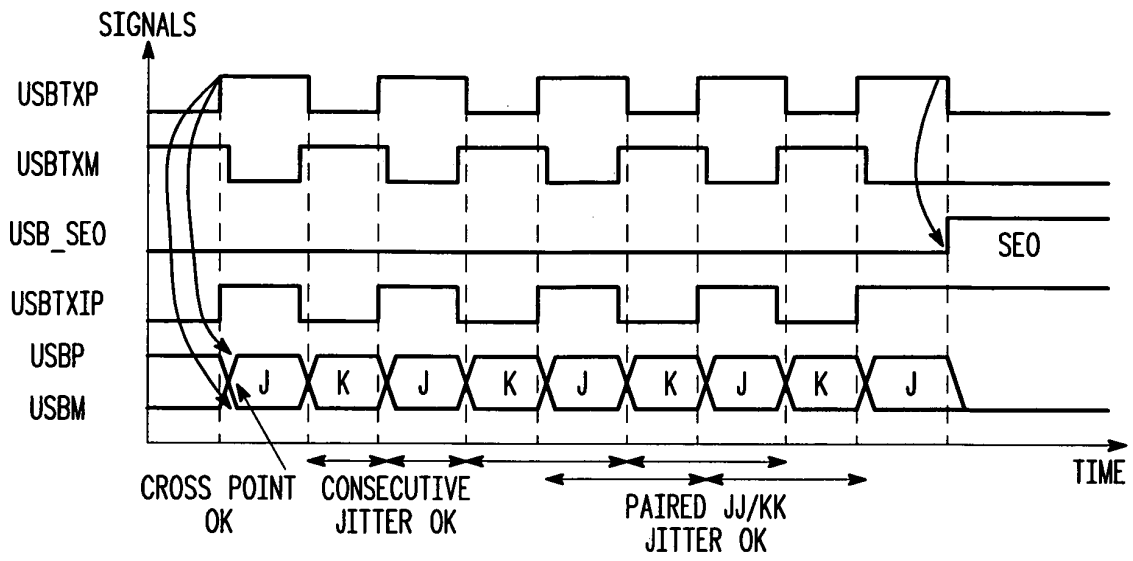 SIGNALS
USBTXP
USBTXM
USB_SEO
SEO
USBTXIP
USBP
J K J K J K J K J
USBM
TIME
CROSS POINT
OK
CONSECUTIVE
JITTER OK
PAIRED JJ/KK
JITTER OK